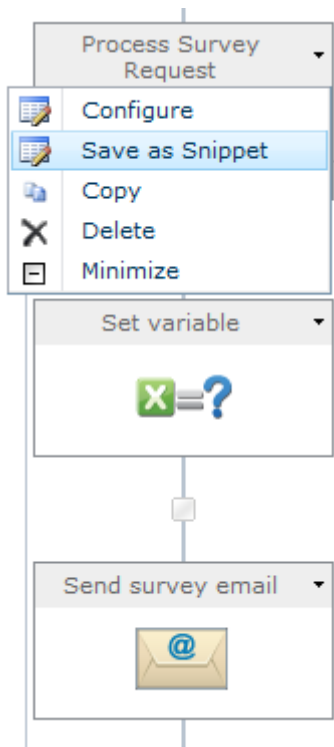 Process Survey
Request
Configure
Save as Snippet
Copy
Delete
Minimize
Set variable
X=?
Send survey email
@